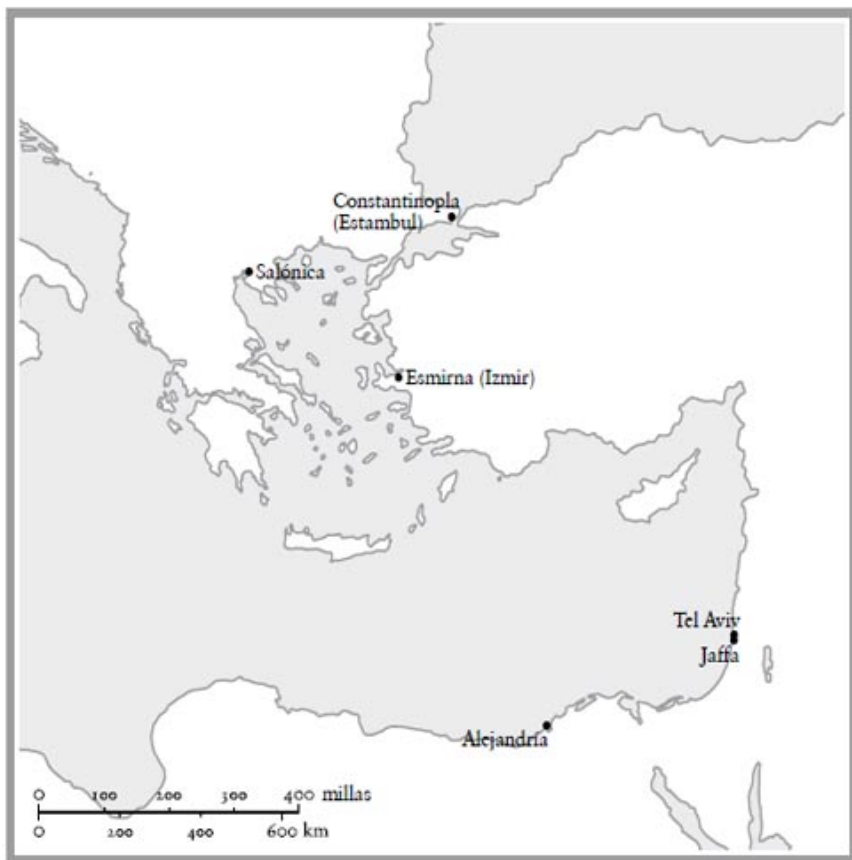 Constantinopla
(Estambul)
Salónica
Esmirna (Izmir)
Tel Aviv
Jaffa
Alejandría
0 100 200 300 400 millas
0 200 400 600 km